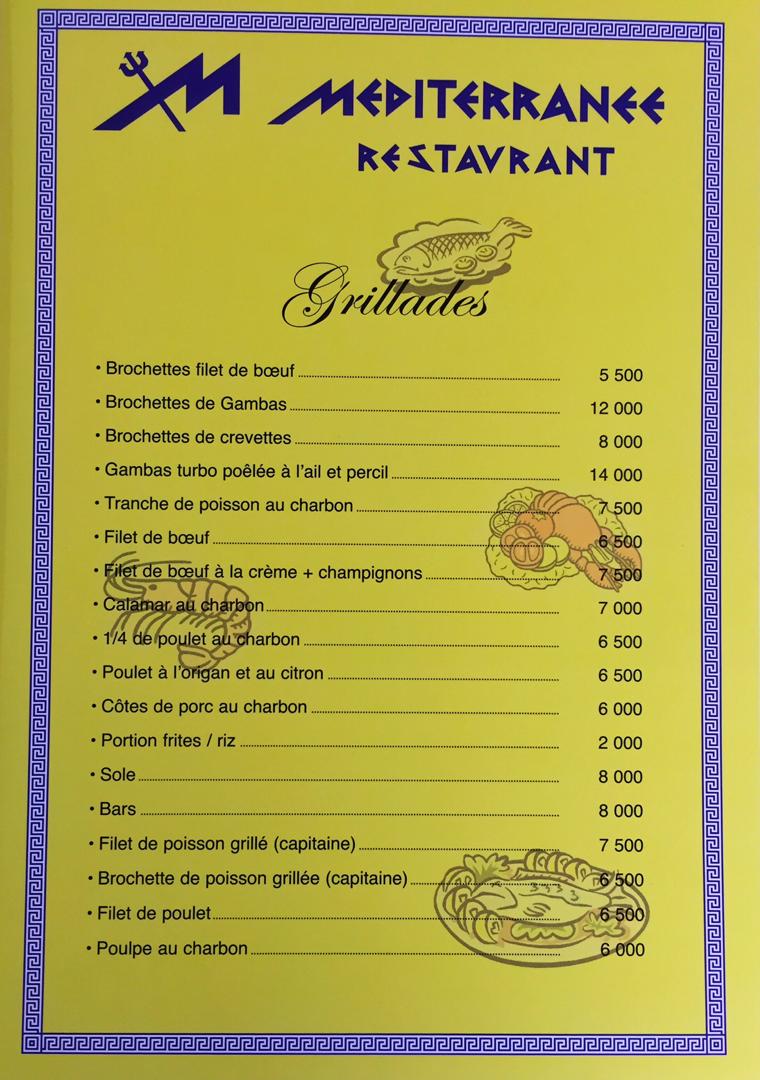 M MEDITERRANEE
RESTAVRANT
Grillades
• Brochettes filet de bœuf 5 500
• Brochettes de Gambas 12 000
• Brochettes de crevettes 8 000
• Gambas turbo poêlée à l'ail et percil 14 000
• Tranche de poisson au charbon 7 500
• Filet de bœuf 6 500
• Filet de bœuf à la crème + champignons 7 500
• Calamar au charbon 7 000
• 1/4 de poulet au charbon 6 500
• Poulet à l'origan et au citron 6 500
• Côtes de porc au charbon 6 000
• Portion frites / riz 2 000
• Sole 8 000
• Bars 8 000
• Filet de poisson grillé (capitaine) 7 500
• Brochette de poisson grillée (capitaine) 6 500
• Filet de poulet 6 500
• Poulpe au charbon 6 000